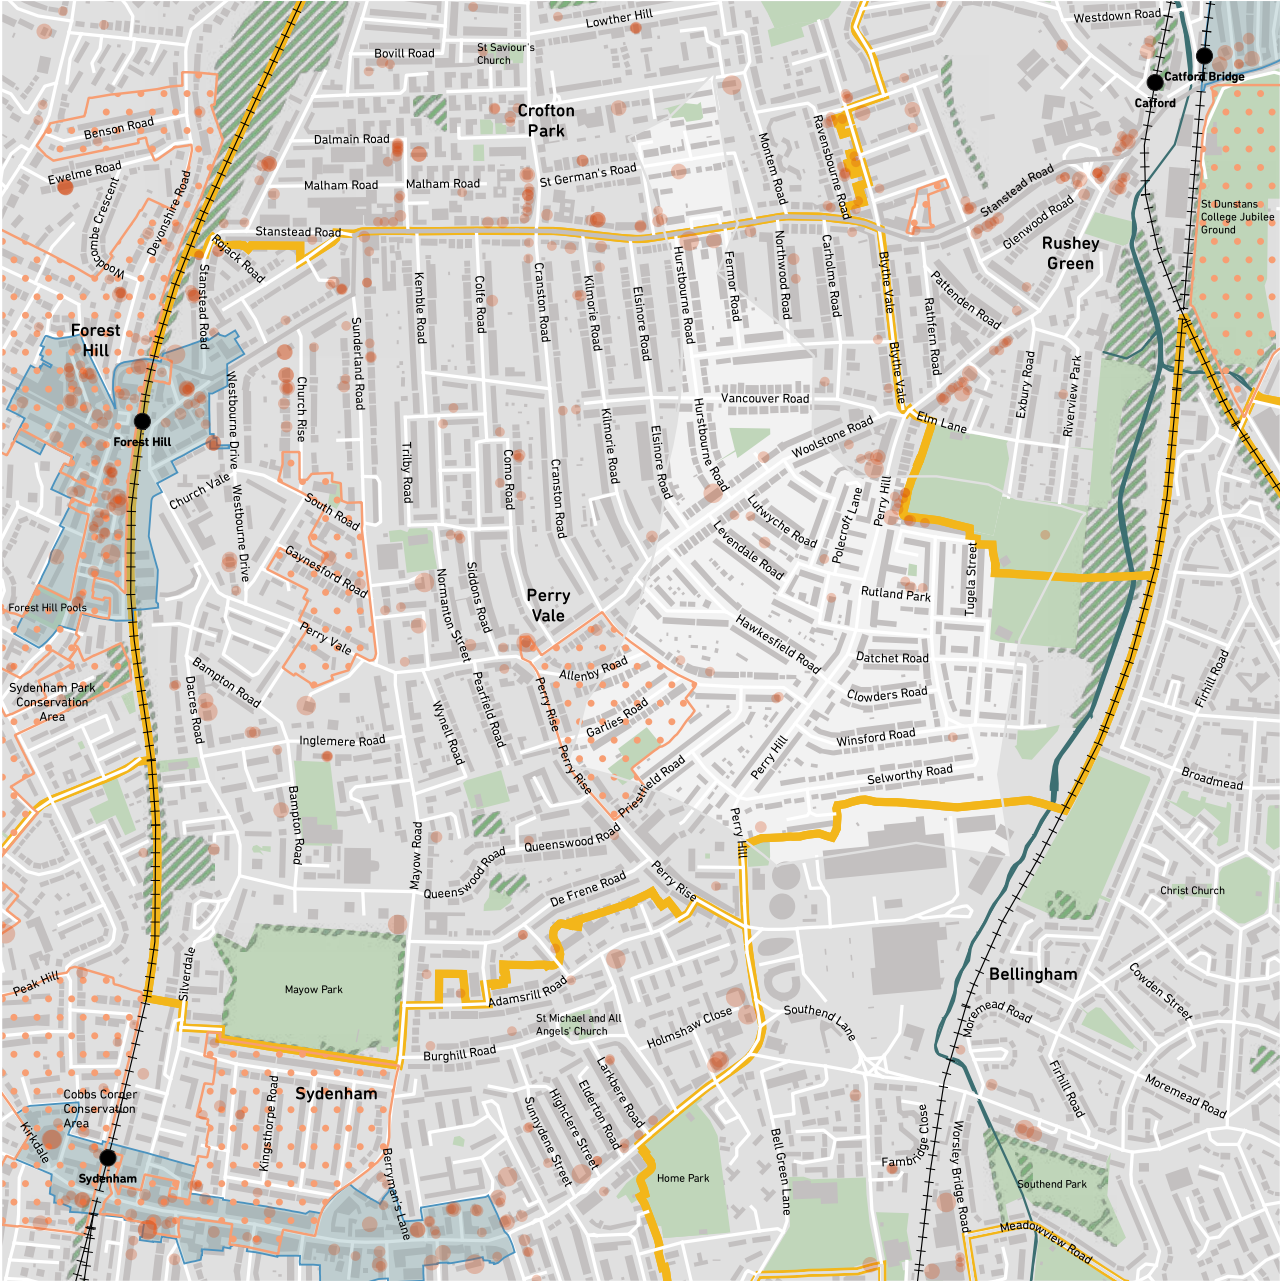 Lowther Hill
Westdown Road
Bovill Road
St Saviour's
Church
Catford Bridge
Catford
Crofton
Park
Benson Road
Dalmain Road
Ravensbourne Road
Montem Road
Ewelme Road
Malham Road
Malham Road
St German's Road
Stanstead Road
Woodcombe Crescent
Devonshire Road
Glenwood Road
St Dunstans
College Jubilee
Ground
Stanstead Road
Rojack Road
Rushey
Green
Stanstead Road
Kemble Road
Colfe Road
Cranston Road
Kilmorie Road
Elsinore Road
Hurstbourne Road
Fermor Road
Northwood Road
Carholme Road
Blythe Vale
Pattenden Road
Rathfern Road
Forest
Hill
Sunderland Road
Blythe Vale
Exbury Road
Riverview Park
Westbourne Drive
Church Rise
Vancouver Road
Hurstbourne Road
Elm Lane
Forest Hill
Kilmorie Road
Elsinore Road
Woolstone Road
Trilby Road
Como Road
Cranston Road
Church Vale
Westbourne Drive
South Road
Lutwyche Road
Polecroft Lane
Perry Hill
Levendale Road
Gaynesford Road
Tugela Street
Normanton Street
Siddons Road
Perry
Vale
Rutland Park
Forest Hill Pools
Perry Vale
Hawkesfield Road
Datchet Road
Firhill Road
Sydenham Park
Conservation
Area
Bampton Road
Dacres Road
Allenby Road
Pearfield Road
Perry Rise
Garlies Road
Clowders Road
Wynell Road
Inglemere Road
Perry Hill
Winsford Road
Perry Rise
Priestfield Road
Selworthy Road
Broadmead
Bampton Road
Mayow Road
Queenswood Road
Perry Hill
Queenswood Road
De Frene Road
Perry Rise
Christ Church
Silverdale
Peak Hill
Mayow Park
Adamsrill Road
Bellingham
Cowden Street
St Michael and All
Angels' Church
Holmshaw Close
Southend Lane
Moremead Road
Burghill Road
Sydenham
Larkbere Road
Elderton Road
Highclere Street
Sunnydene Street
Firhill Road
Moremead Road
Cobbs Corner
Conservation
Area
Kirkdale
Kingsthorpe Road
Fambridge Close
Worsley Bridge Road
Bell Green Lane
Sydenham
Berryman's Lane
Home Park
Southend Park
Meadowview Road